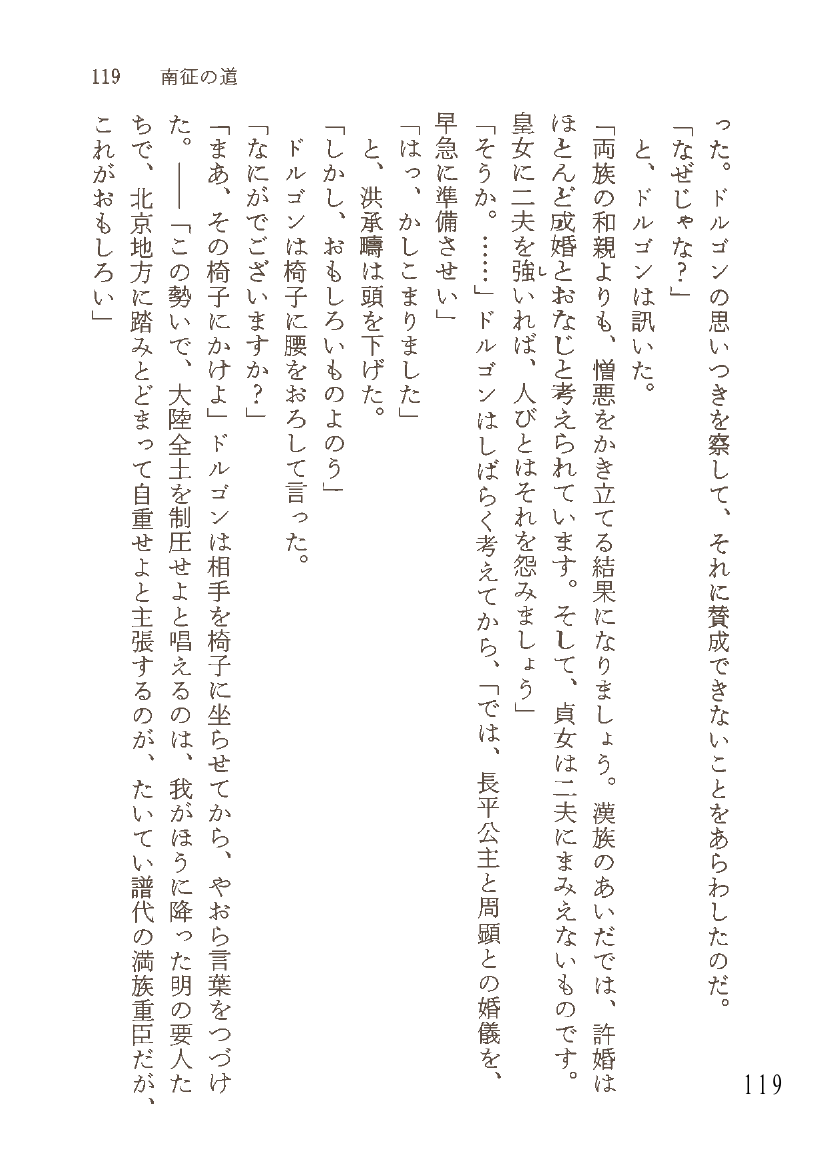 119　南征の道
った。ドルゴンの思いつきを察して、それに賛成できないことをあらわしたのだ。
「なぜじゃな?」
　と、ドルゴンは訊いた。
「両族の和親よりも、憎悪をかき立てる結果になりましょう。漢族のあいだでは、許婚は
ほとんど成婚とおなじと考えられています。そして、貞女は二夫にまみえないものです。
皇女に二夫を強いれば、人びとはそれを怨みましょう」
「そうか。……」ドルゴンはしばらく考えてから、「では、長平公主と周顕との婚儀を、
早急に準備させい」
「はっ、かしこまりました」
　と、洪承疇は頭を下げた。
「しかし、おもしろいものよのう」
　ドルゴンは椅子に腰をおろして言った。
「なにがでございますか?」
「まあ、その椅子にかけよ」ドルゴンは相手を椅子に坐らせてから、やおら言葉をつづけ
た。――「この勢いで、大陸全土を制圧せよと唱えるのは、我がほうに降った明の要人た
ちで、北京地方に踏みとどまって自重せよと主張するのが、たいてい譜代の満族重臣だが、
これがおもしろい」
し
119